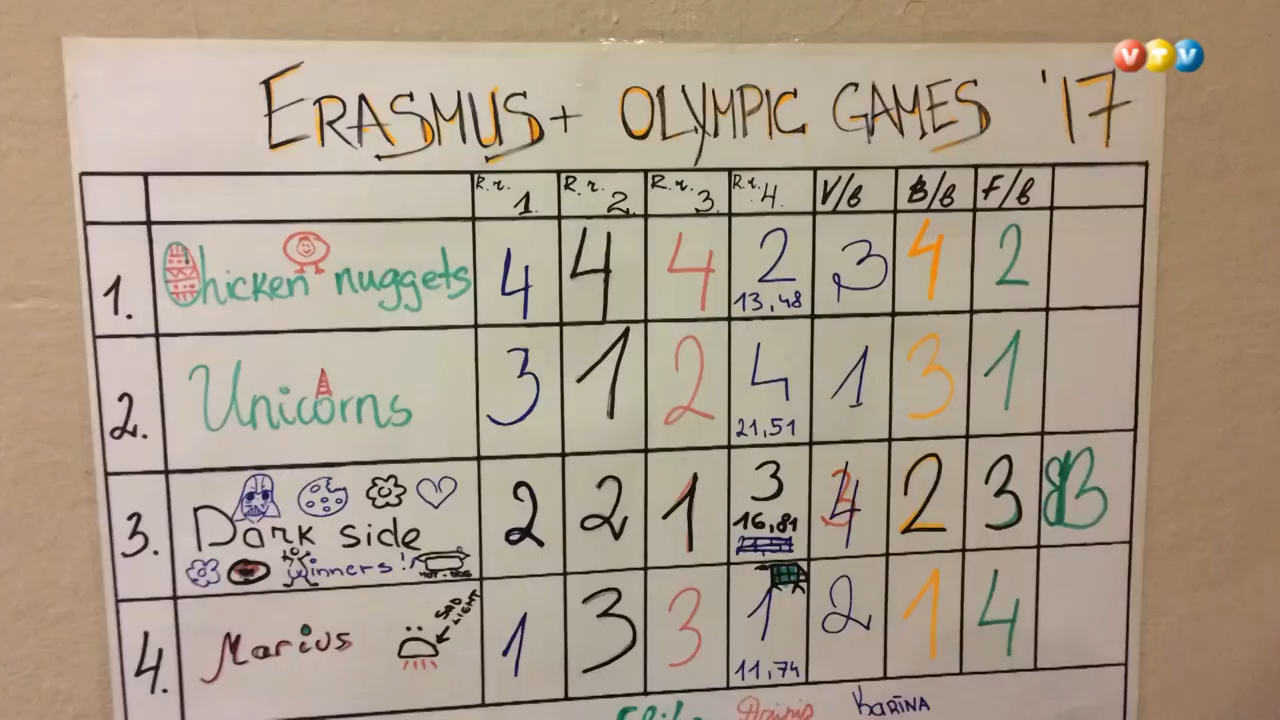 VTV
ERASMUS+ OLYMPIC GAMES '17
R.r. 1. R.r. 2. R.r. 3. R.r. 4. V/B B/B F/B
1. Chicken nuggets 4 4 4 2 3 4 2
13,48
2. Unicorns 3 1 2 4 1 3 1
21,51
3. Dark side 2 2 1 3 4 2 3
16,81
winners! HOT-DOG
4. Marius SAD LIGHT 1 3 3 1 2 1 4
11,74
KARĪNA